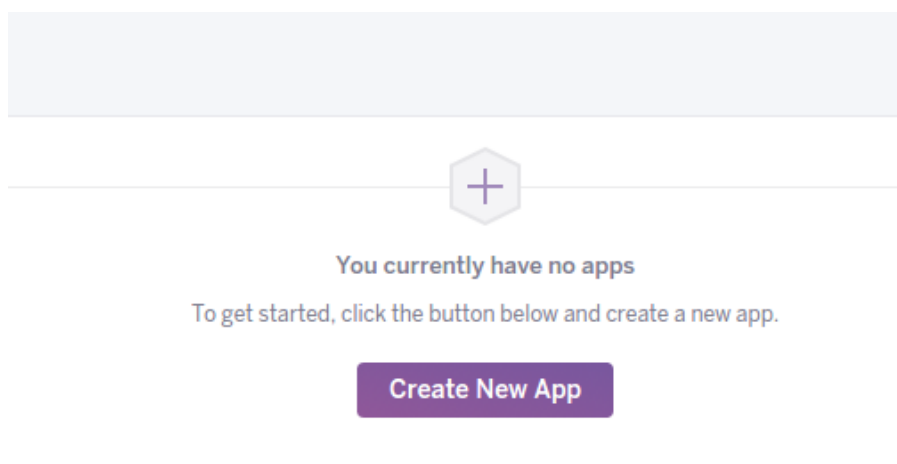 You currently have no apps
To get started, click the button below and create a new app.
Create New App